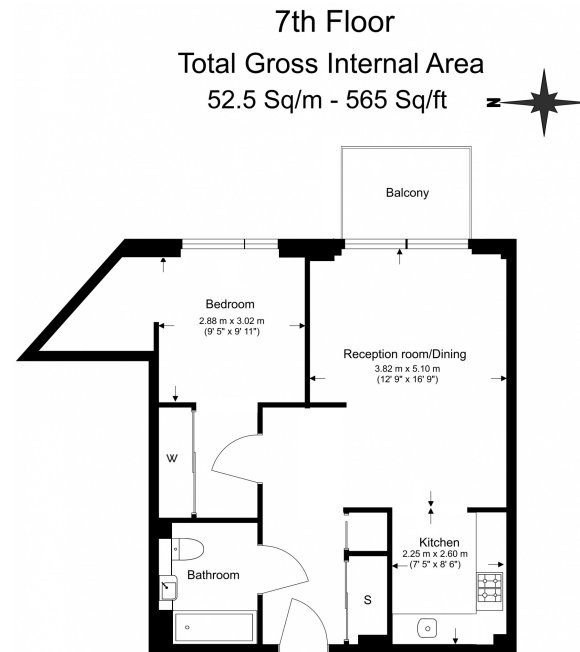 7th Floor
Total Gross Internal Area
52.5 Sq/m - 565 Sq/ft
N
Balcony
Bedroom
2.88 m x 3.02 m
(9' 5" x 9' 11")
Reception room/Dining
3.82 m x 5.10 m
(12' 9" x 16' 9")
W
Kitchen
2.25 m x 2.60 m
(7' 5" x 8' 6")
Bathroom
S